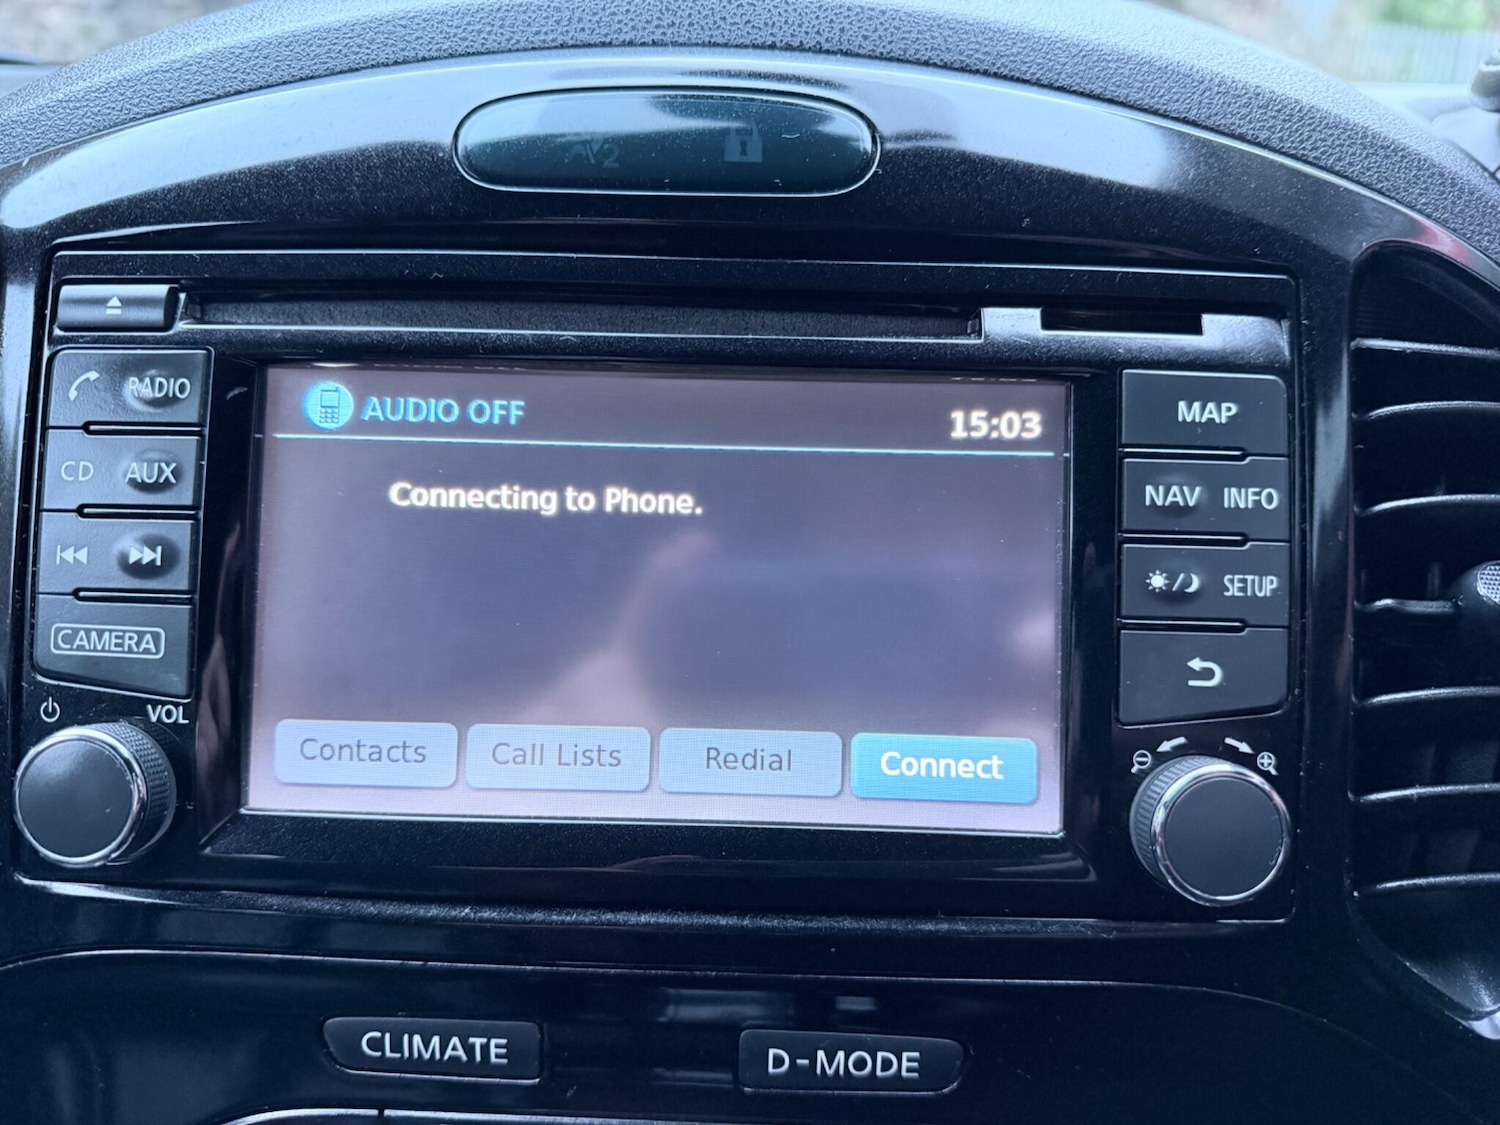 RADIO
CD AUX
CAMERA
VOL
AUDIO OFF 15:03
Connecting to Phone.
Contacts Call Lists Redial Connect
MAP
NAV INFO
SETUP
CLIMATE D-MODE